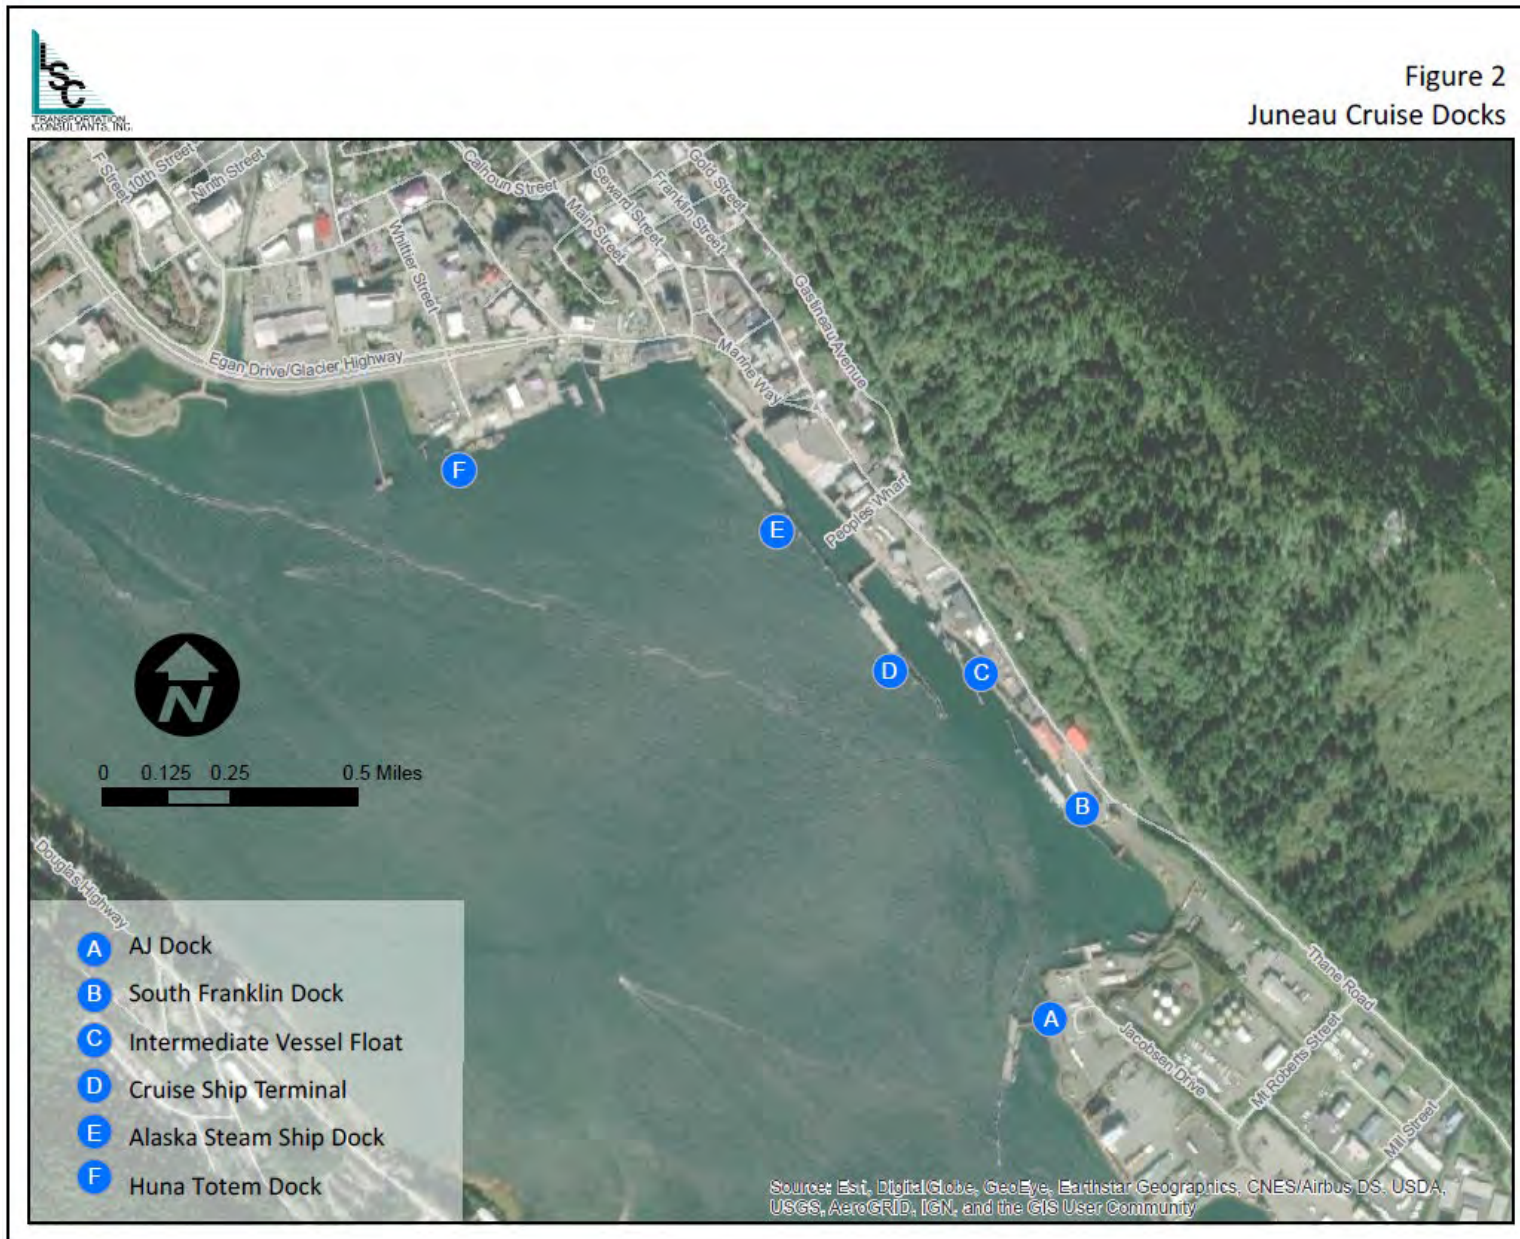 LSC
TRANSPORTATION
CONSULTANTS, INC.
Figure 2
Juneau Cruise Docks
F Street
10th Street
Ninth Street
Whittier Street
Calhoun Street
Main Street
Seward Street
Franklin Street
Gold Street
Gastineau Avenue
Egan Drive/Glacier Highway
Marine Way
Peoples Wharf
F
E
D
C
B
A
N
0 0.125 0.25 0.5 Miles
Douglas Highway
Thane Road
Jacobsen Drive
Mt Roberts Street
Mill Street
A AJ Dock
B South Franklin Dock
C Intermediate Vessel Float
D Cruise Ship Terminal
E Alaska Steam Ship Dock
F Huna Totem Dock
Source: Esri, DigitalGlobe, GeoEye, Earthstar Geographics, CNES/Airbus DS, USDA,
USGS, AeroGRID, IGN, and the GIS User Community